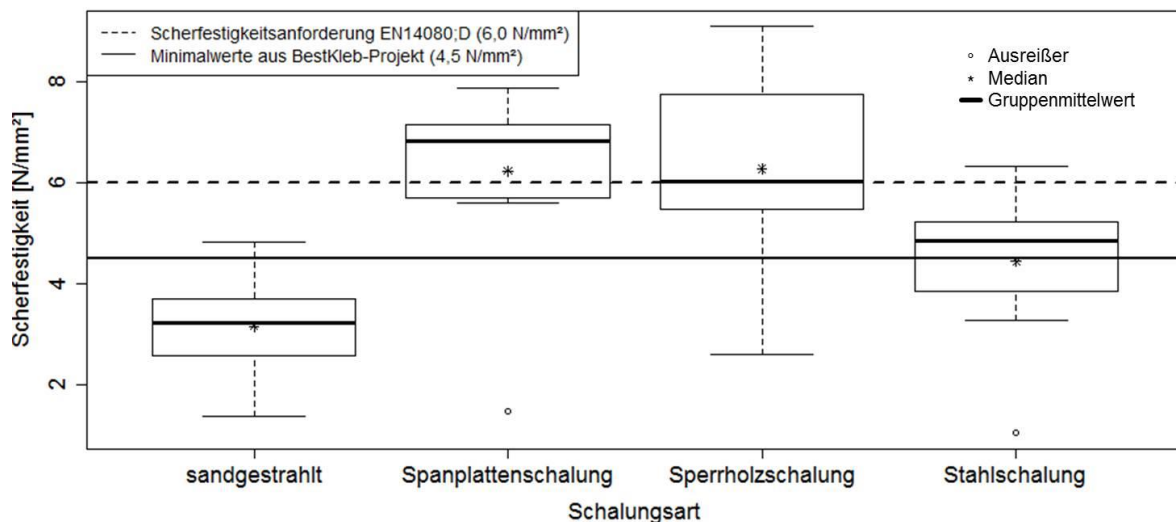 Scherfestigkeitsanforderung EN14080;D (6,0 N/mm²)
Minimalwerte aus BestKleb-Projekt (4,5 N/mm²)
Ausreißer
Median
Gruppenmittelwert
Scherfestigkeit [N/mm²]
8
6
4
2
sandgestrahlt Spanplattenschalung Sperrholzschalung Stahlschalung
Schalungsart